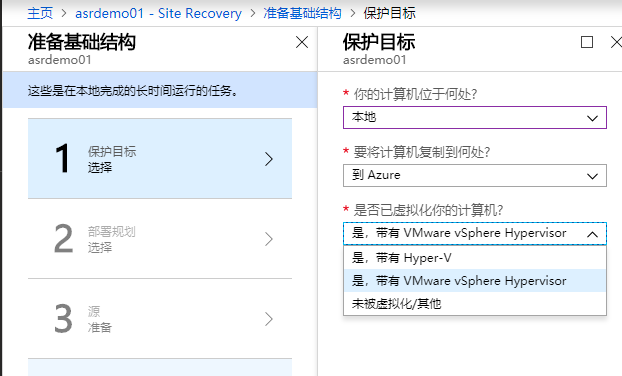 主页 > asrdemo01 - Site Recovery > 准备基础结构 > 保护目标
准备基础结构
asrdemo01
这些是在本地完成的长时间运行的任务。
1 保护目标
选择
2 部署规划
选择
3 源
准备
保护目标
asrdemo01
* 你的计算机位于何处?
本地
* 要将计算机复制到何处?
到 Azure
* 是否已虚拟化你的计算机?
是，带有 VMware vSphere Hypervisor
是，带有 Hyper-V
是，带有 VMware vSphere Hypervisor
未被虚拟化/其他